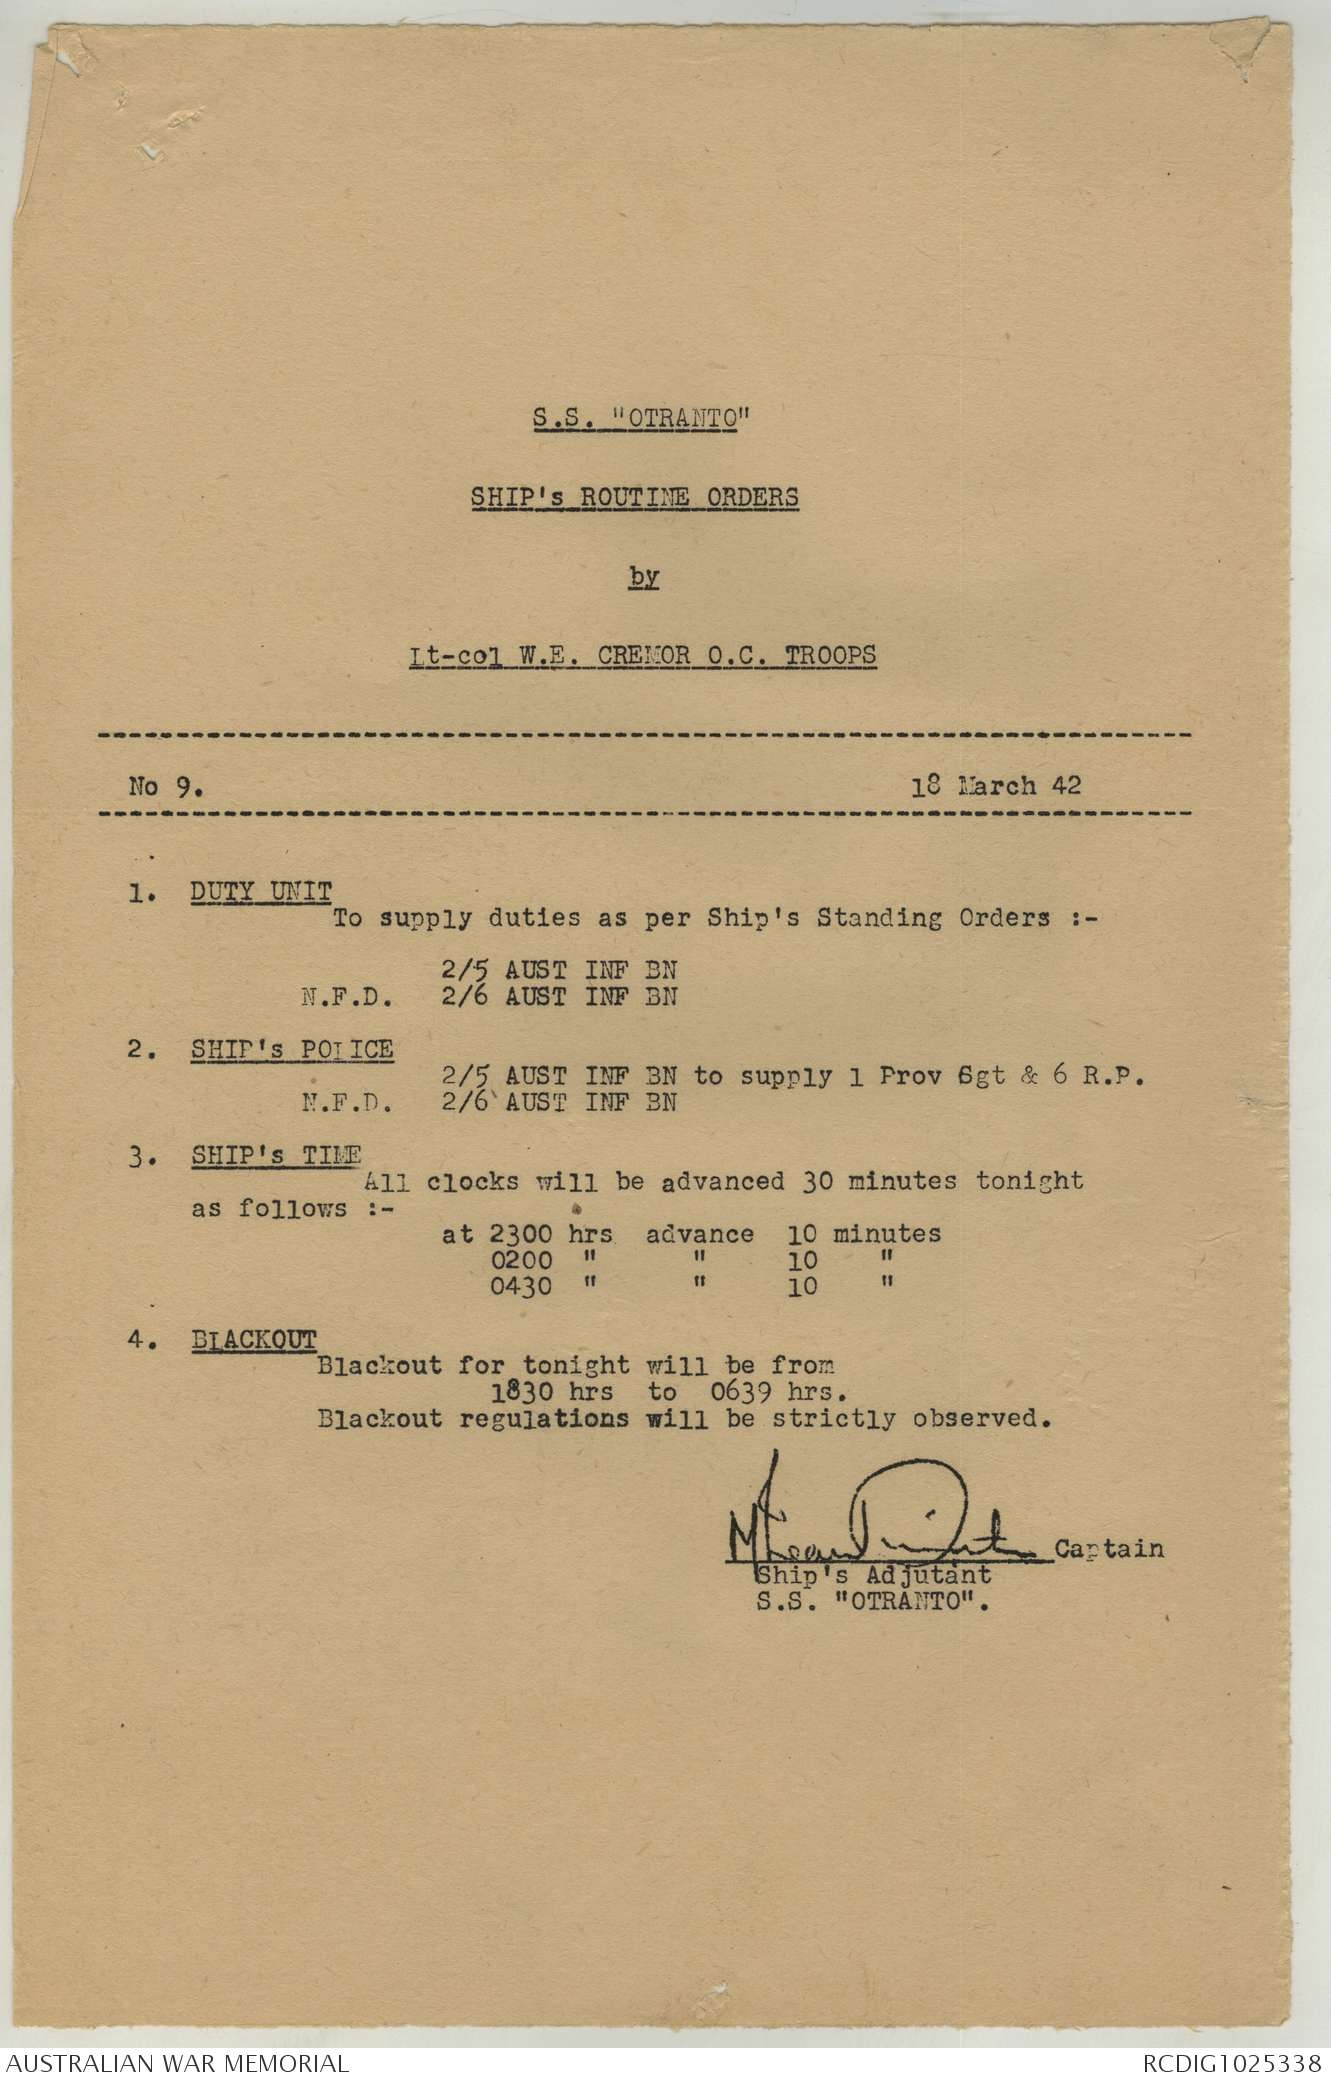 S.S. "OTRANTO"
SHIP's ROUTINE ORDERS
by
Lt-col W.E. CREMOR O.C. TROOPS
No 9. 18 March 42
1. DUTY UNIT
To supply duties as per Ship's Standing Orders :-
2/5 AUST INF BN
N.F.D. 2/6 AUST INF BN
2. SHIP's POLICE
2/5 AUST INF BN to supply 1 Prov Sgt & 6 R.P.
N.F.D. 2/6 AUST INF BN
3. SHIP's TIME
All clocks will be advanced 30 minutes tonight
as follows :-
at 2300 hrs advance 10 minutes
0200 " " 10 "
0430 " " 10 "
4. BLACKOUT
Blackout for tonight will be from
1830 hrs to 0639 hrs.
Blackout regulations will be strictly observed.
Captain
Ship's Adjutant
S.S. "OTRANTO".
AUSTRALIAN WAR MEMORIAL RCDIG1025338